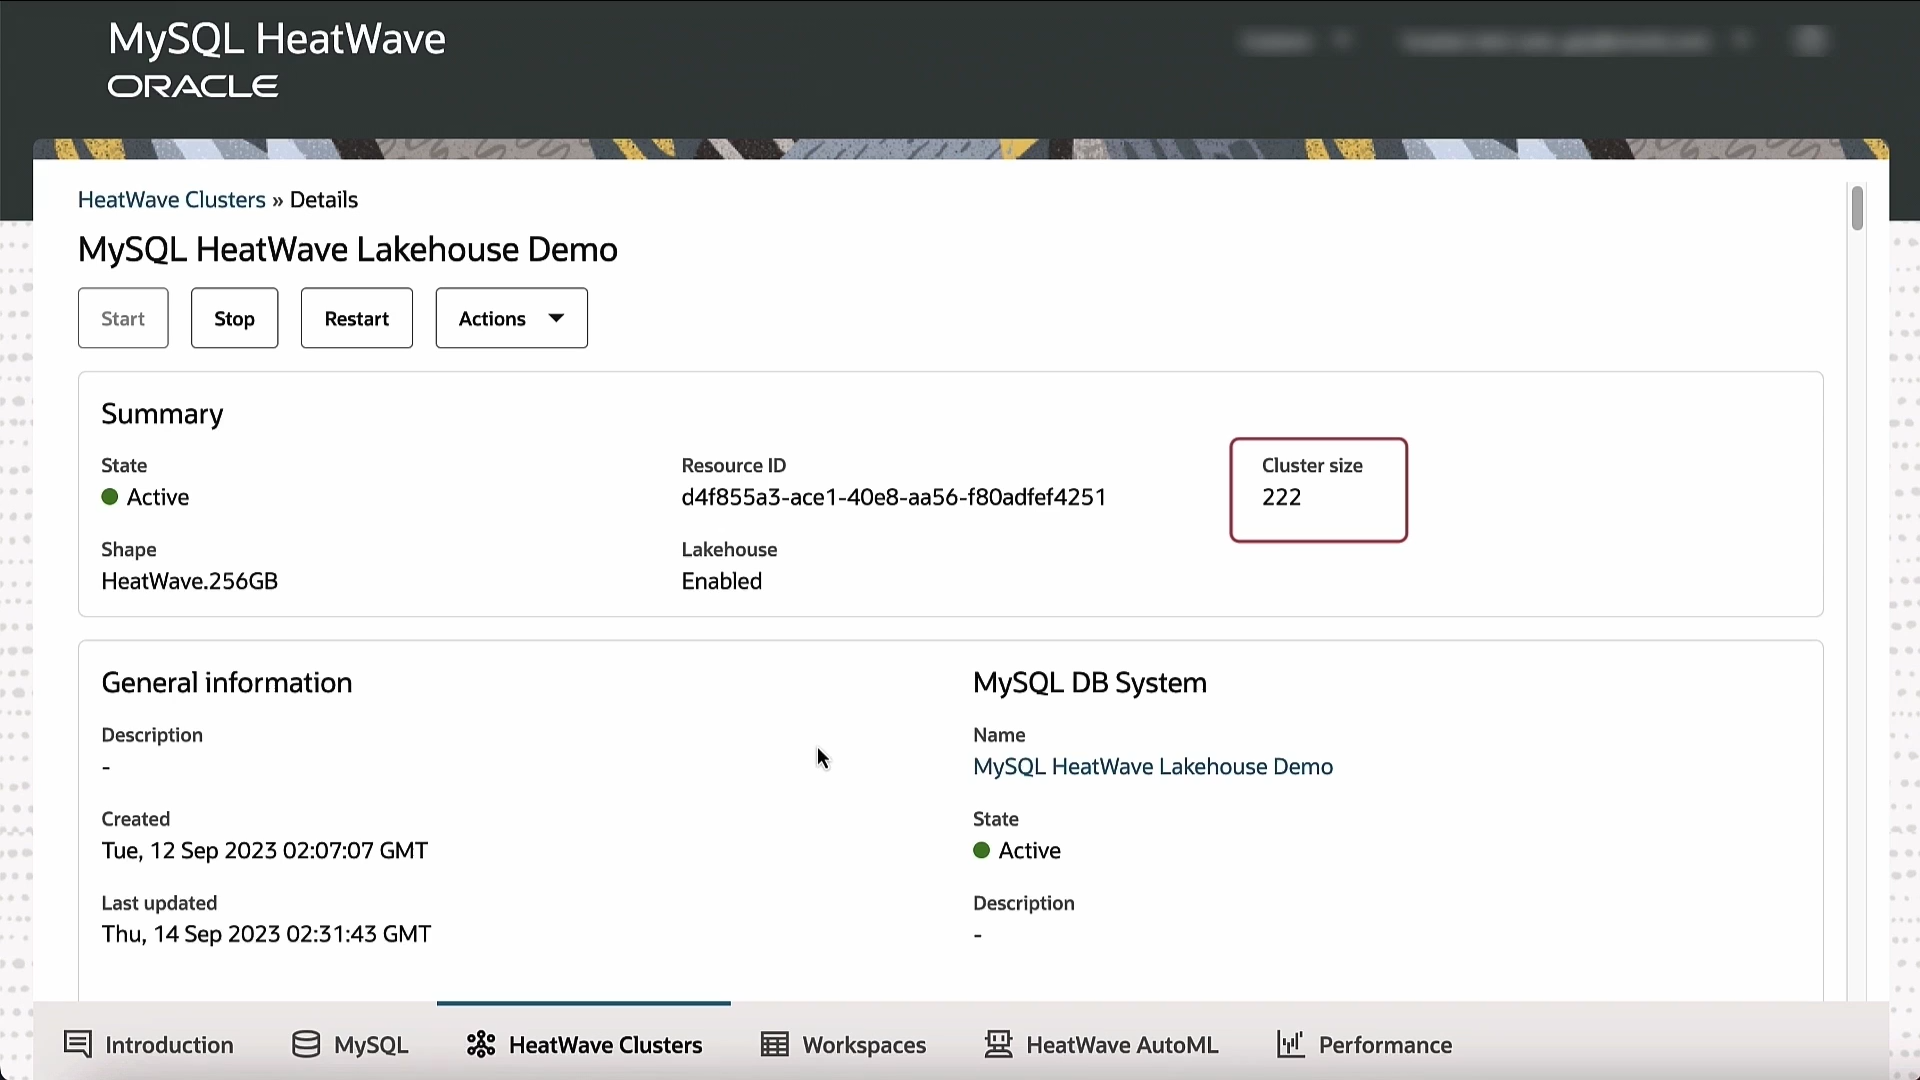 MySQL HeatWave
ORACLE
HeatWave Clusters » Details
MySQL HeatWave Lakehouse Demo
Start Stop Restart Actions
Summary
State Resource ID Cluster size
Active d4f855a3-ace1-40e8-aa56-f80adfef4251 222
Shape Lakehouse
HeatWave.256GB Enabled
General information MySQL DB System
Description Name
- MySQL HeatWave Lakehouse Demo
Created State
Tue, 12 Sep 2023 02:07:07 GMT Active
Last updated Description
Thu, 14 Sep 2023 02:31:43 GMT -
Introduction MySQL HeatWave Clusters Workspaces HeatWave AutoML Performance